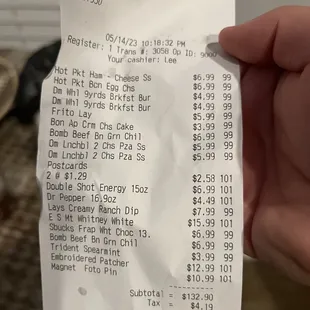 05/14/23 10:18:32 PM
Register: 1 Trans #: 3058 Op ID: 9000
Your cashier: Lee
Hot Pkt Ham - Cheese Ss $6.99 99
Hot Pkt Bcn Egg Chs $6.99 99
Dm Whl 9yrds Brkfst Bur $4.99 99
Dm Whl 9yrds Brkfst Bur $4.99 99
Frito Lay $5.99 99
Bon Ap Crm Chs Cake $3.99 99
Bomb Beef Bn Grn Chil $6.99 99
Om Lnchbl 2 Chs Pza Ss $5.99 99
Om Lnchbl 2 Chs Pza Ss $5.99 99
Postcards
2 # $1.29 $2.58 101
Double Shot Energy 15oz $6.99 101
Dr Pepper 16.9oz $4.49 101
Lays Creamy Ranch Dip $7.99 99
E S Mt Whitney White $15.99 101
Sbucks Frap Wht Choc 13. $6.99 99
Bomb Beef Bn Grn Chil $6.99 99
Trident Spearmint $3.99 99
Embroidered Patcher $12.99 101
Magnet Foto Pin $10.99 101
Subtotal = $132.90
Tax = $4.19